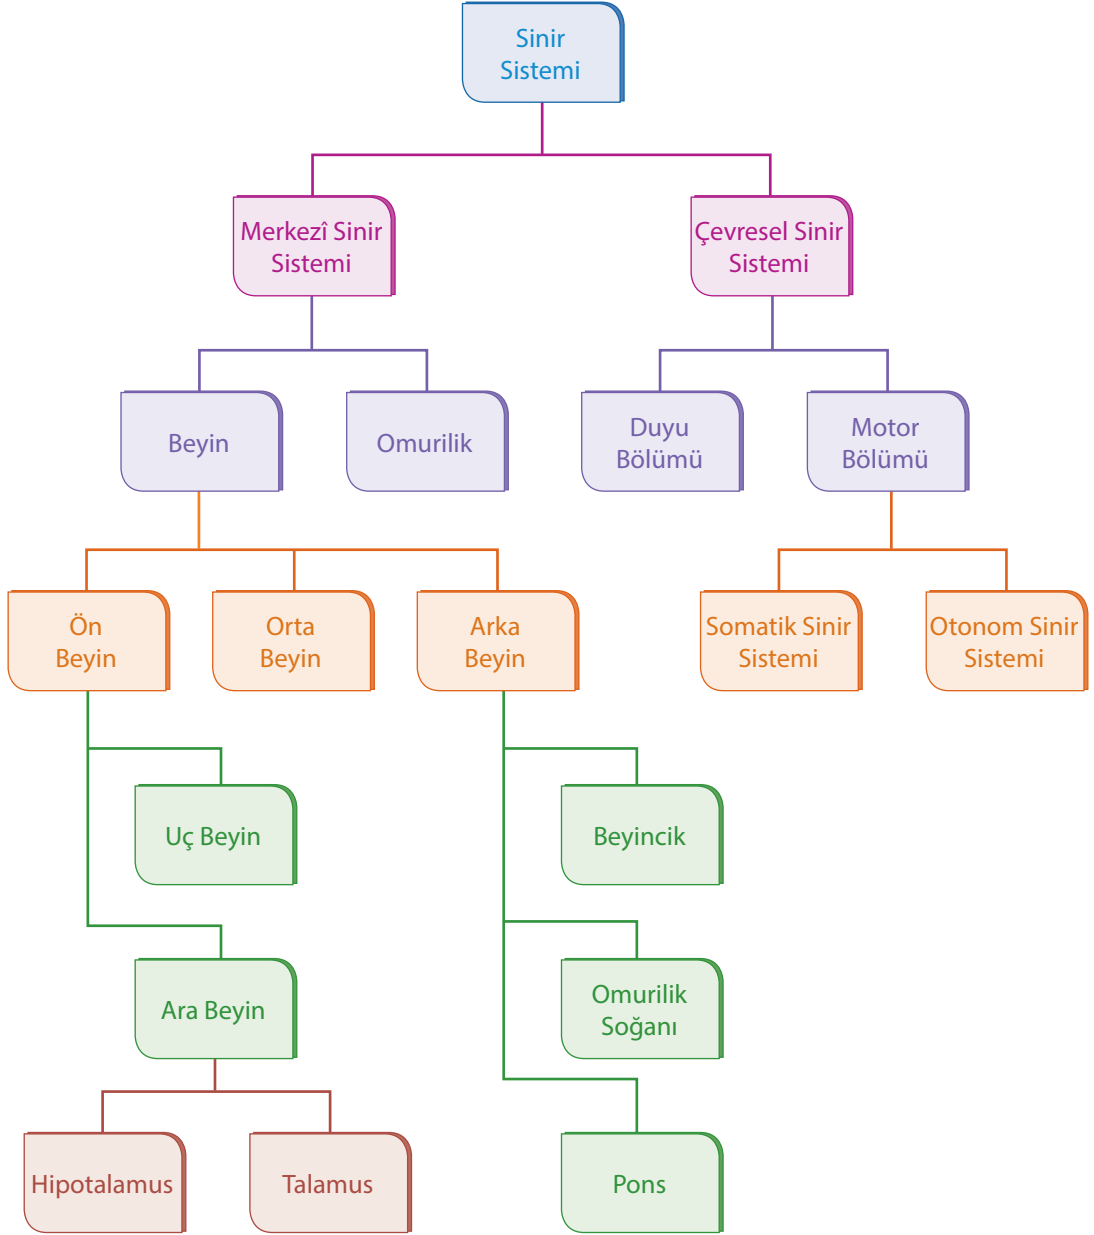 Sinir
Sistemi
Merkezî Sinir
Sistemi
Çevresel Sinir
Sistemi
Beyin
Omurilik
Duyu
Bölümü
Motor
Bölümü
Ön
Beyin
Orta
Beyin
Arka
Beyin
Somatik Sinir
Sistemi
Otonom Sinir
Sistemi
Uç Beyin
Beyincik
Ara Beyin
Omurilik
Soğanı
Hipotalamus
Talamus
Pons